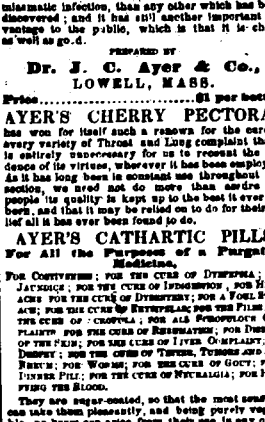 miasmatic infection, than any other which has b
discovered ; and it has still another important
vantage to the public, which is that it is ch
as well as good.
PREPARED BY
Dr. J. C. Ayer & Co.,
LOWELL, MASS.
Price.....................$1 per bott
AYER'S CHERRY PECTORA
has won for itself such a renown for the cure
every variety of Throat and Lung complaint th
is entirely unnecessary for us to recount the
dence of its virtues, wherever it has been employ
As it has long been in constant use throughout
section, we need not do more than assure
people its quality is kept up to the best it ever
been, and that it may be relied on to do for their
lief all it has ever been found to do.
AYER'S CATHARTIC PILL
For All the Purposes of a Purgat
Medicine,
FOR COSTIVENESS ; FOR THE CURE OF DYSPEPSIA ;
JAUNDICE ; FOR THE CURE OF INDIGESTION ; FOR H
ACHE FOR THE CURE OF DYSENTERY; FOR A FOUL S
ACH; FOR THE CURE OF ERYSIPELAS; FOR THE PILES
THE CURE OF SCROFULA ; FOR ALL SCROFULOUS C
PLAINTS FOR THE CURE OF RHEUMATISM; FOR DISE
OF THE SKIN; FOR THE CURE OF LIVER COMPLAINT;
DROPSY ; FOR THE CURE OF TETTER, TUMORS AND
RHEUM; FOR WORMS; FOR THE CURE OF GOUT; F
DINNER PILL; FOR THE CURE OF NEURALGIA; FOR P
FYING THE BLOOD.
They are sugar-coated, so that the most sens
can take them pleasantly, and being purely veg